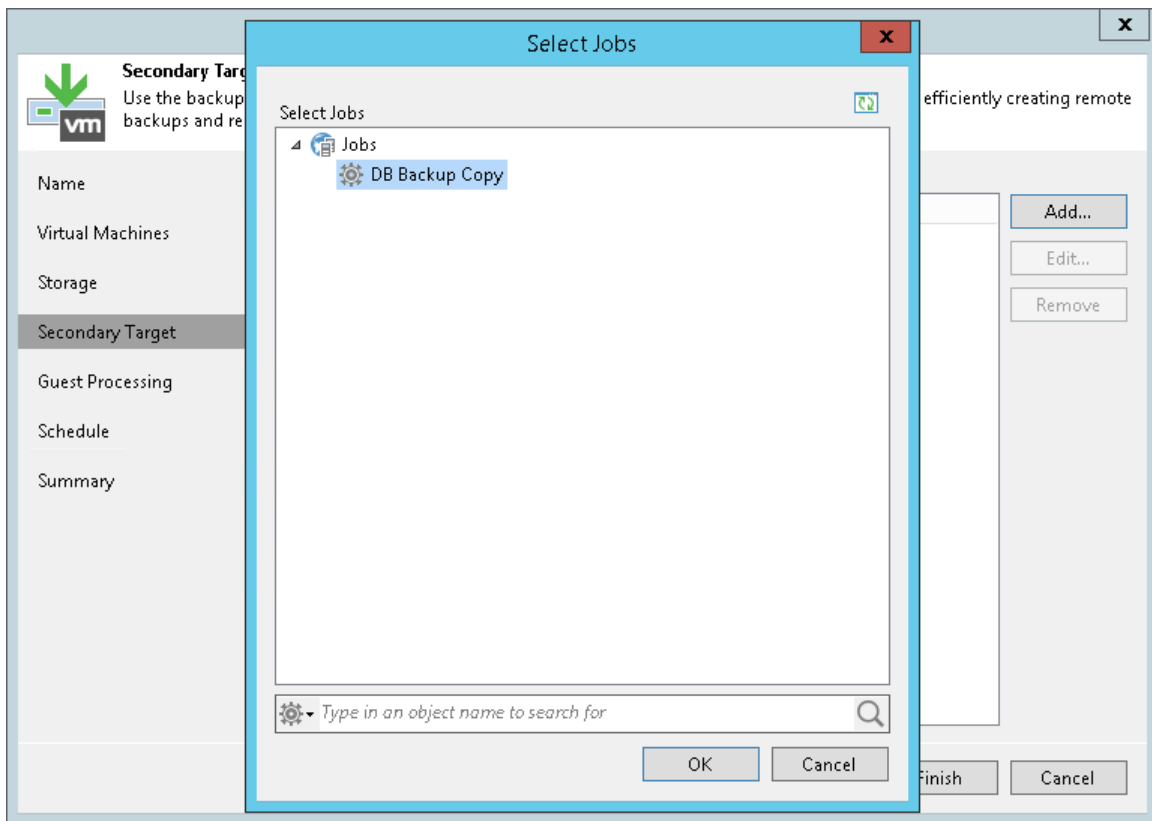 x
Select Jobs
x
Secondary Targ
Use the backup
efficiently creating remote
backups and re
vm
Select Jobs
Jobs
DB Backup Copy
Name
Virtual Machines
Storage
Secondary Target
Guest Processing
Schedule
Summary
Add...
Edit...
Remove
Type in an object name to search for
OK
Cancel
Finish
Cancel